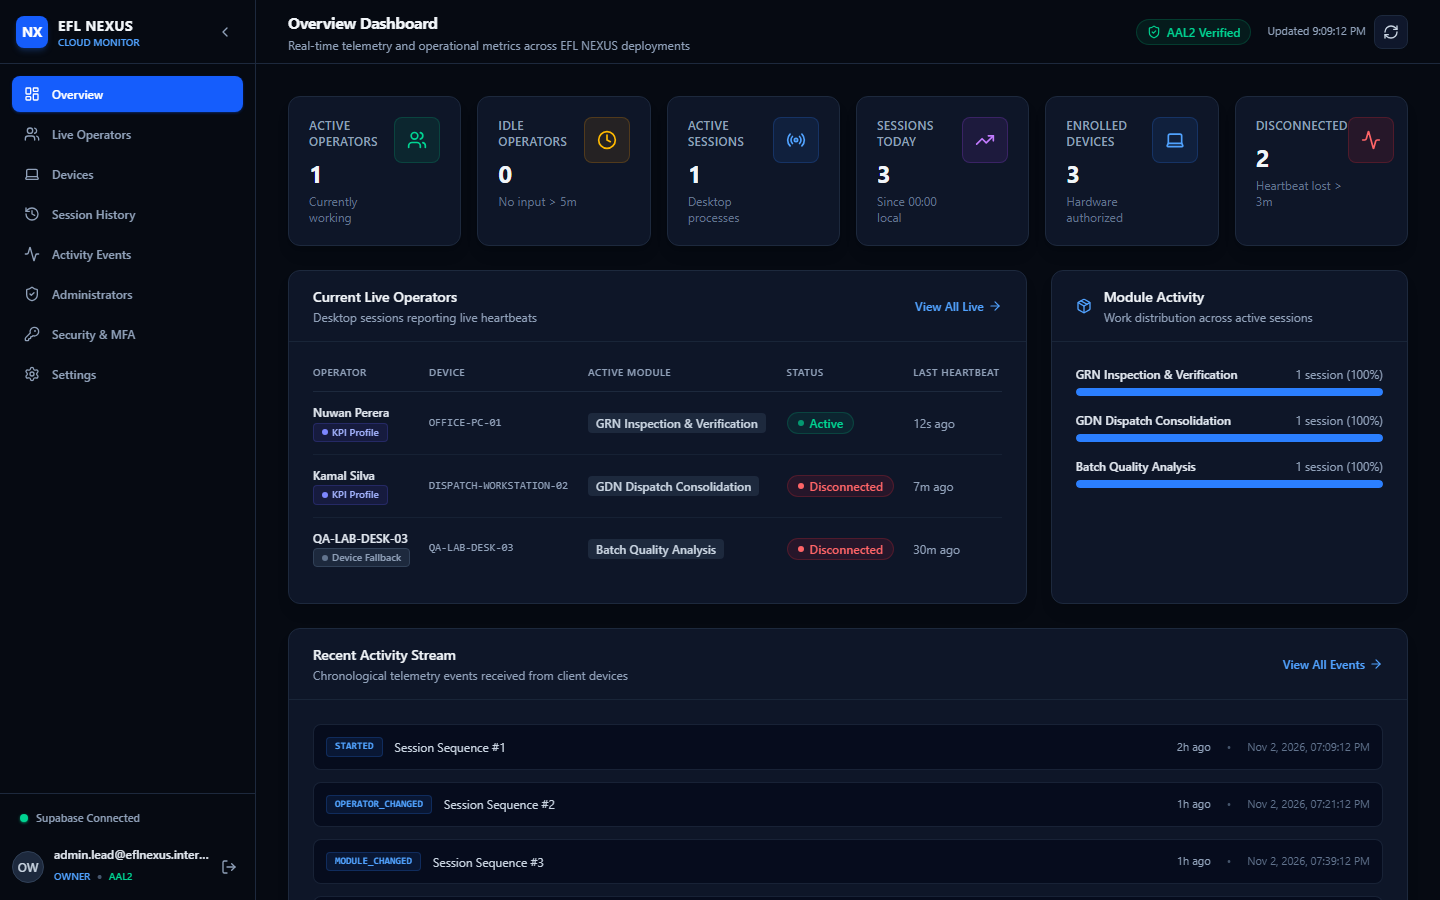 NX
EFL NEXUS
CLOUD MONITOR
Overview
Live Operators
Devices
Session History
Activity Events
Administrators
Security & MFA
Settings
Supabase Connected
OW
admin.lead@eflnexus.inter...
OWNER • AAL2
Overview Dashboard
Real-time telemetry and operational metrics across EFL NEXUS deployments
AAL2 Verified
Updated 9:09:12 PM
ACTIVE
OPERATORS
1
Currently
working
IDLE
OPERATORS
0
No input > 5m
ACTIVE
SESSIONS
1
Desktop
processes
SESSIONS
TODAY
3
Since 00:00
local
ENROLLED
DEVICES
3
Hardware
authorized
DISCONNECTED
2
Heartbeat lost >
3m
Current Live Operators
Desktop sessions reporting live heartbeats
View All Live →
OPERATOR DEVICE ACTIVE MODULE STATUS LAST HEARTBEAT
Nuwan Perera
KPI Profile
OFFICE-PC-01
GRN Inspection & Verification
Active
12s ago
Kamal Silva
KPI Profile
DISPATCH-WORKSTATION-02
GDN Dispatch Consolidation
Disconnected
7m ago
QA-LAB-DESK-03
Device Fallback
QA-LAB-DESK-03
Batch Quality Analysis
Disconnected
30m ago
Module Activity
Work distribution across active sessions
GRN Inspection & Verification 1 session (100%)
GDN Dispatch Consolidation 1 session (100%)
Batch Quality Analysis 1 session (100%)
Recent Activity Stream
Chronological telemetry events received from client devices
View All Events →
STARTED Session Sequence #1 2h ago • Nov 2, 2026, 07:09:12 PM
OPERATOR_CHANGED Session Sequence #2 1h ago • Nov 2, 2026, 07:21:12 PM
MODULE_CHANGED Session Sequence #3 1h ago • Nov 2, 2026, 07:39:12 PM